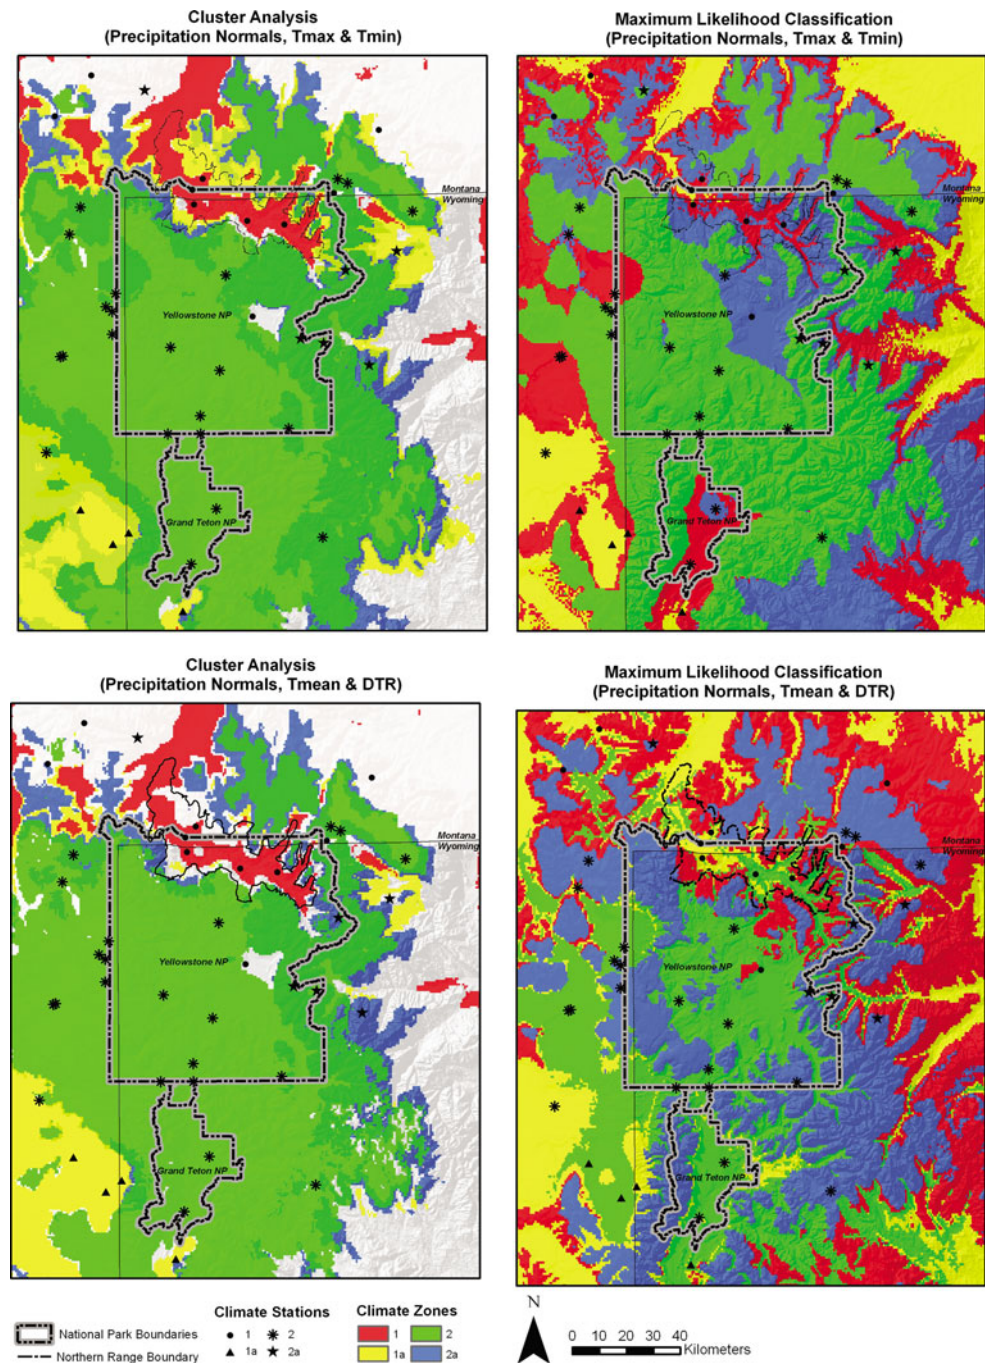 Cluster Analysis
(Precipitation Normals, Tmax & Tmin)
Maximum Likelihood Classification
(Precipitation Normals, Tmax & Tmin)
Montana
Wyoming
Yellowstone NP
Grand Teton NP
Montana
Wyoming
Yellowstone NP
Grand Teton NP
Cluster Analysis
(Precipitation Normals, Tmean & DTR)
Maximum Likelihood Classification
(Precipitation Normals, Tmean & DTR)
Montana
Wyoming
Yellowstone NP
Grand Teton NP
Montana
Wyoming
Yellowstone NP
Grand Teton NP
National Park Boundaries
Northern Range Boundary
Climate Stations
1 2
1a 2a
Climate Zones
1 2
1a 2a
N
0 10 20 30 40
Kilometers